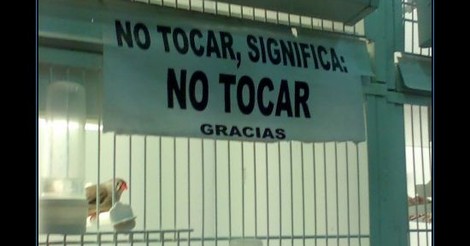 NO TOCAR, SIGNIFICA:
NO TOCAR
GRACIAS